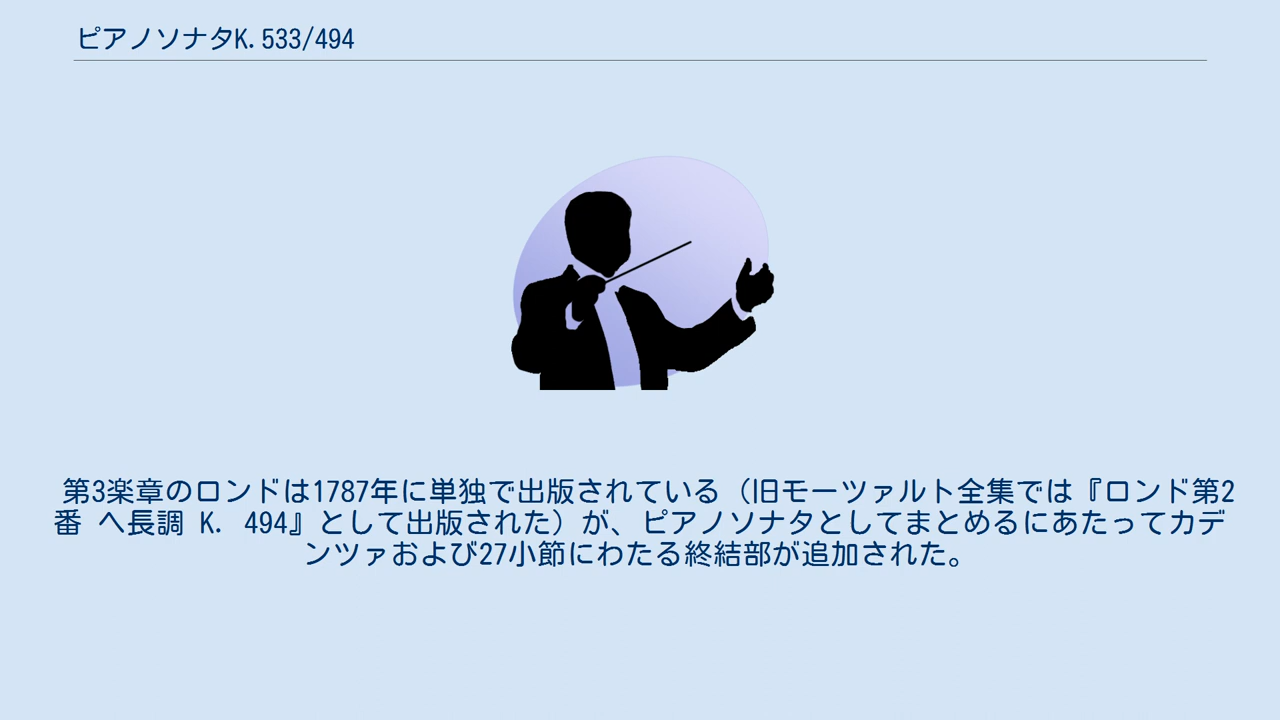 ピアノソナタK.533/494
第3楽章のロンドは1787年に単独で出版されている（旧モーツァルト全集では『ロンド第2
番 ヘ長調 K. 494』として出版された）が、ピアノソナタとしてまとめるにあたってカデ
ンツァおよび27小節にわたる終結部が追加された。